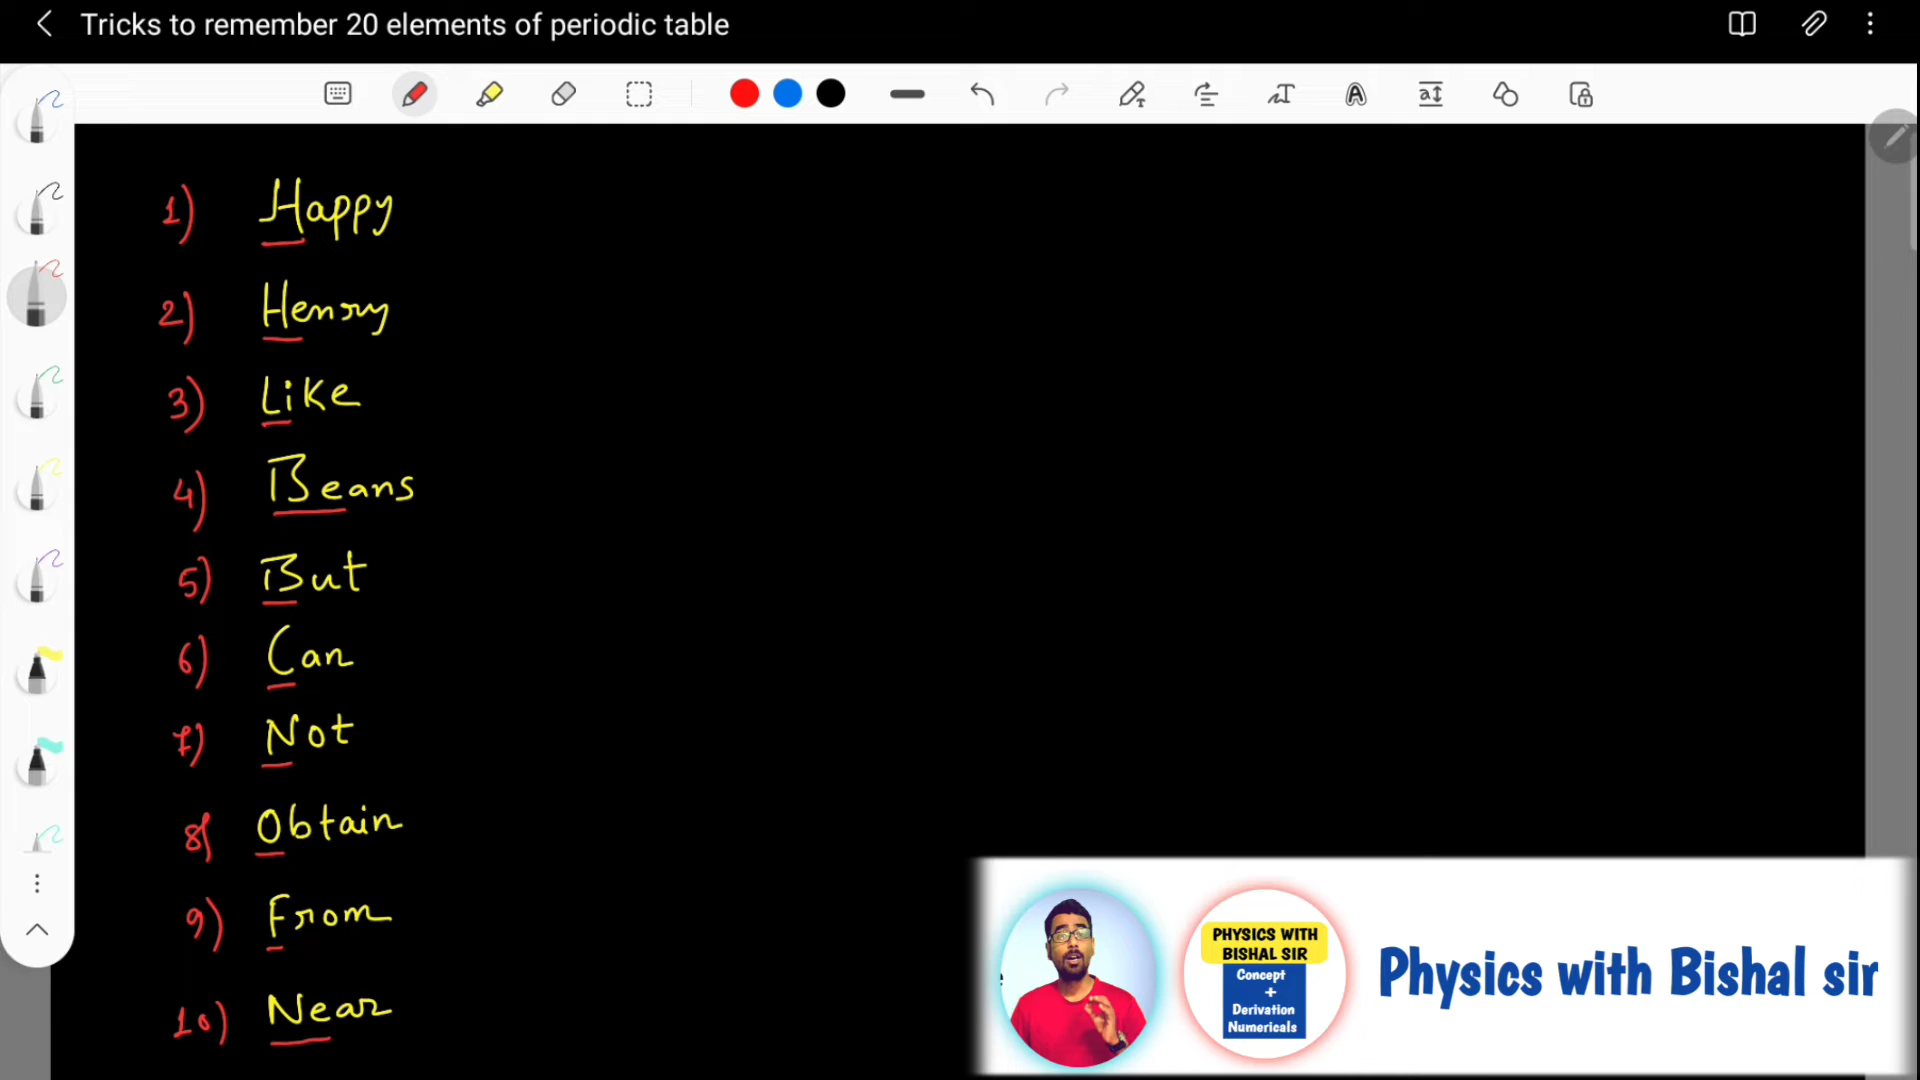 Tricks to remember 20 elements of periodic table
1) Happy
2) Henry
3) Like
4) Beans
5) But
6) Can
7) Not
8) Obtain
9) From
10) Near
PHYSICS WITH
BISHAL SIR
Concept
+
Derivation
Numericals
Physics with Bishal sir